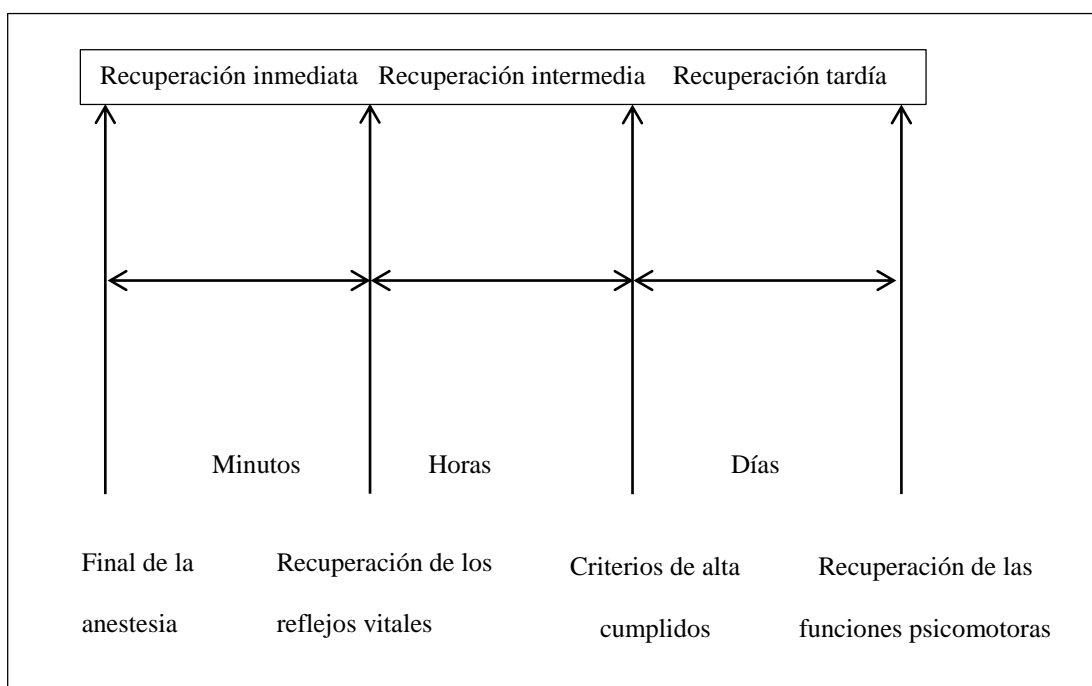 Recuperación inmediata Recuperación intermedia Recuperación tardía
Minutos Horas Días
Final de la
anestesia
Recuperación de los
reflejos vitales
Criterios de alta
cumplidos
Recuperación de las
funciones psicomotoras